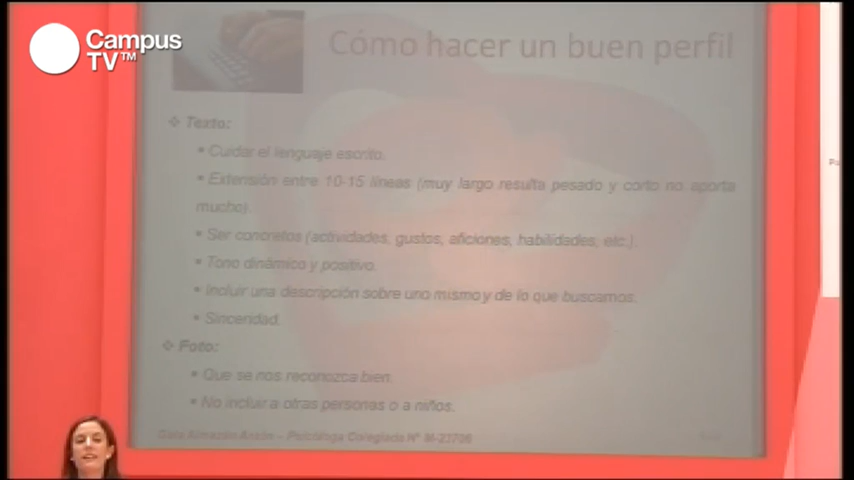 Campus
TV™
Cómo hacer un buen perfil
❖ Texto:
▪ Cuidar el lenguaje escrito.
▪ Extensión entre 10-15 líneas (muy largo resulta pesado y corto no aporta
mucho).
▪ Ser concretos (actividades, gustos, aficiones, habilidades, etc.).
▪ Tono dinámico y positivo.
▪ Incluir una descripción sobre uno mismo y de lo que buscamos.
▪ Sinceridad.
❖ Foto:
▪ Que se nos reconozca bien.
▪ No incluir a otras personas o a niños.
Almazán Antón – Psicóloga Colegiada Nº